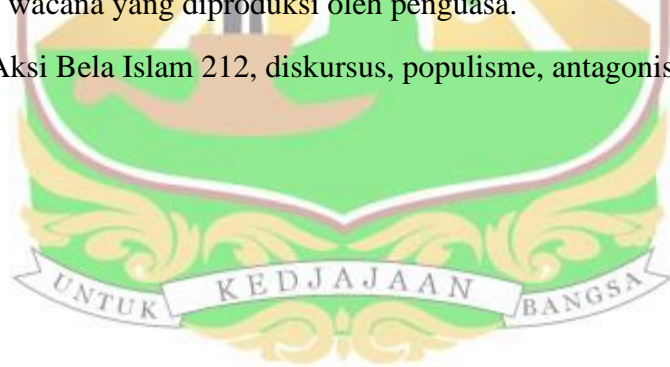 wacana yang diproduksi oleh penguasa.
Aksi Bela Islam 212, diskursus, populisme, antagonis
UNTUK KEDJAJAAN BANGSA